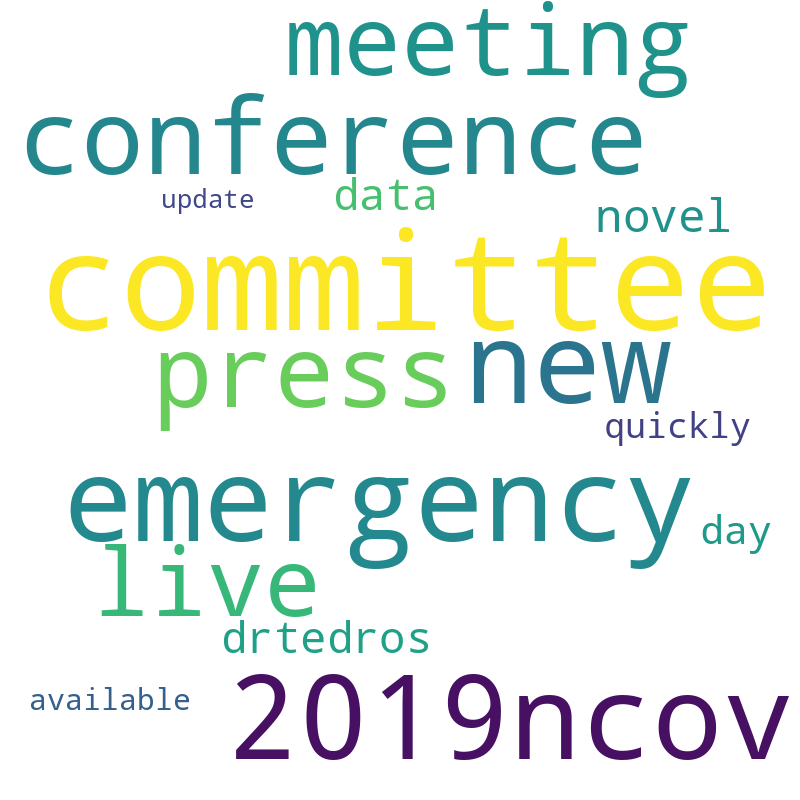 meeting
conference
update data novel
committee
press new
quickly
emergency day
live
drtedros
available 2019ncov